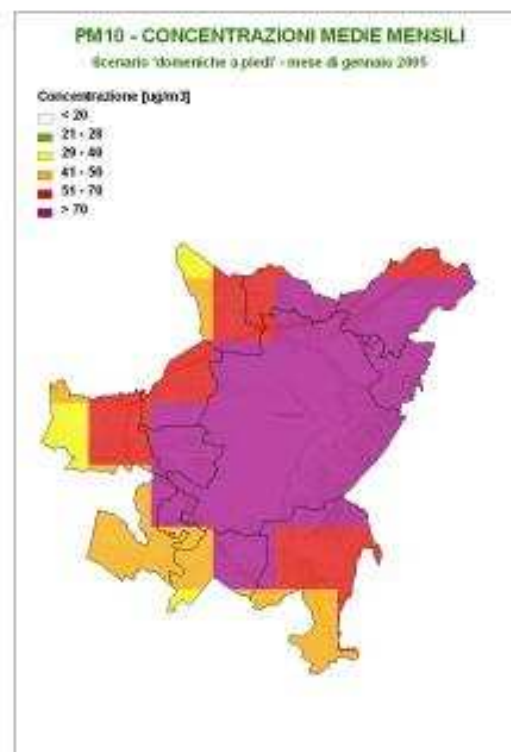 PM10 - CONCENTRAZIONI MEDIE MENSILI
Scenario 'domeniche a piedi' - mese di gennaio 2005
Concentrazione [ug/m3]
< 20
21 - 28
29 - 40
41 - 50
51 - 70
> 70